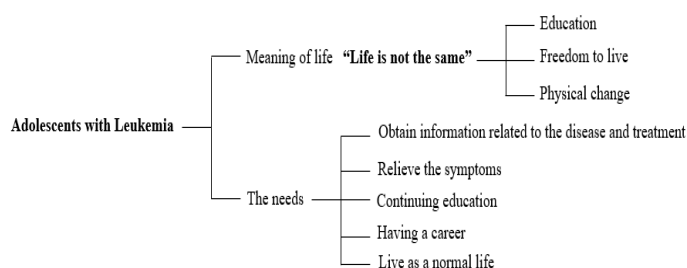 Education
Meaning of life “Life is not the same”
Freedom to live
Physical change
Adolescents with Leukemia
Obtain information related to the disease and treatment
Relieve the symptoms
The needs
Continuing education
Having a career
Live as a normal life